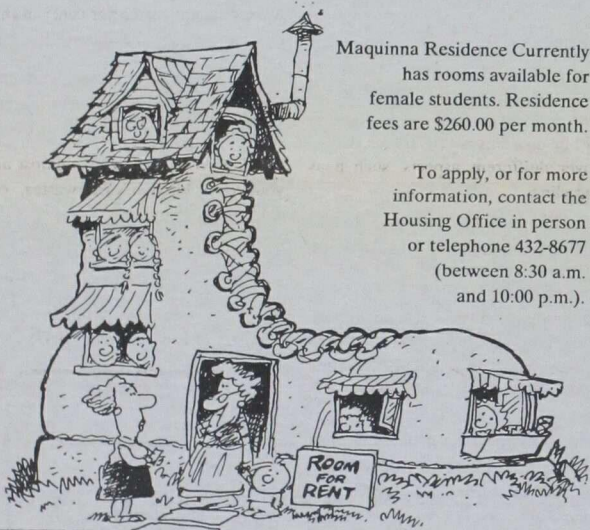 Maquinna Residence Currently
has rooms available for
female students. Residence
fees are $260.00 per month.
To apply, or for more
information, contact the
Housing Office in person
or telephone 432-8677
(between 8:30 a.m.
and 10:00 p.m.).
ROOM
FOR
RENT